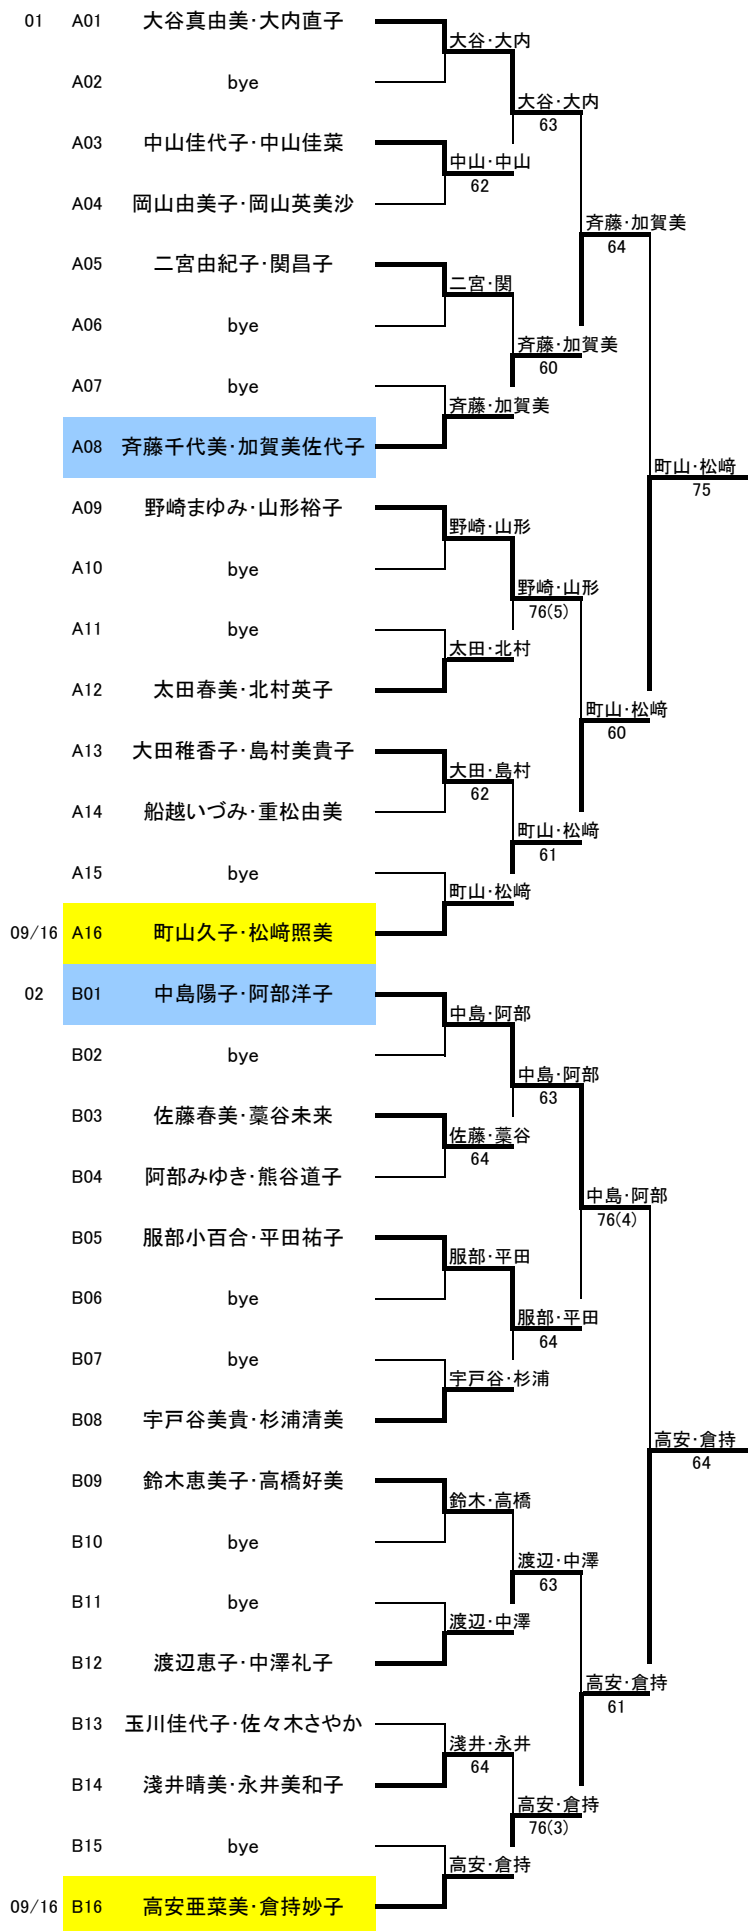 01 A01 大谷真由美・大内直子
大谷・大内
A02 bye
大谷・大内
63
A03 中山佳代子・中山佳菜
中山・中山
62
A04 岡山由美子・岡山英美沙
斉藤・加賀美
64
A05 二宮由紀子・関昌子
二宮・関
A06 bye
斉藤・加賀美
60
A07 bye
斉藤・加賀美
A08 斉藤千代美・加賀美佐代子
町山・松﨑
75
A09 野崎まゆみ・山形裕子
野崎・山形
A10 bye
野崎・山形
76(5)
A11 bye
太田・北村
A12 太田春美・北村英子
町山・松﨑
60
A13 大田稚香子・島村美貴子
大田・島村
62
A14 船越いづみ・重松由美
町山・松﨑
61
A15 bye
町山・松﨑
09/16 A16 町山久子・松﨑照美
02 B01 中島陽子・阿部洋子
中島・阿部
B02 bye
中島・阿部
63
B03 佐藤春美・藁谷未来
佐藤・藁谷
64
B04 阿部みゆき・熊谷道子
中島・阿部
76(4)
B05 服部小百合・平田祐子
服部・平田
B06 bye
服部・平田
64
B07 bye
宇戸谷・杉浦
B08 宇戸谷美貴・杉浦清美
高安・倉持
64
B09 鈴木恵美子・高橋好美
鈴木・高橋
B10 bye
渡辺・中澤
63
B11 bye
渡辺・中澤
B12 渡辺恵子・中澤礼子
高安・倉持
61
B13 玉川佳代子・佐々木さやか
淺井・永井
64
B14 淺井晴美・永井美和子
高安・倉持
76(3)
B15 bye
高安・倉持
09/16 B16 高安亜菜美・倉持妙子